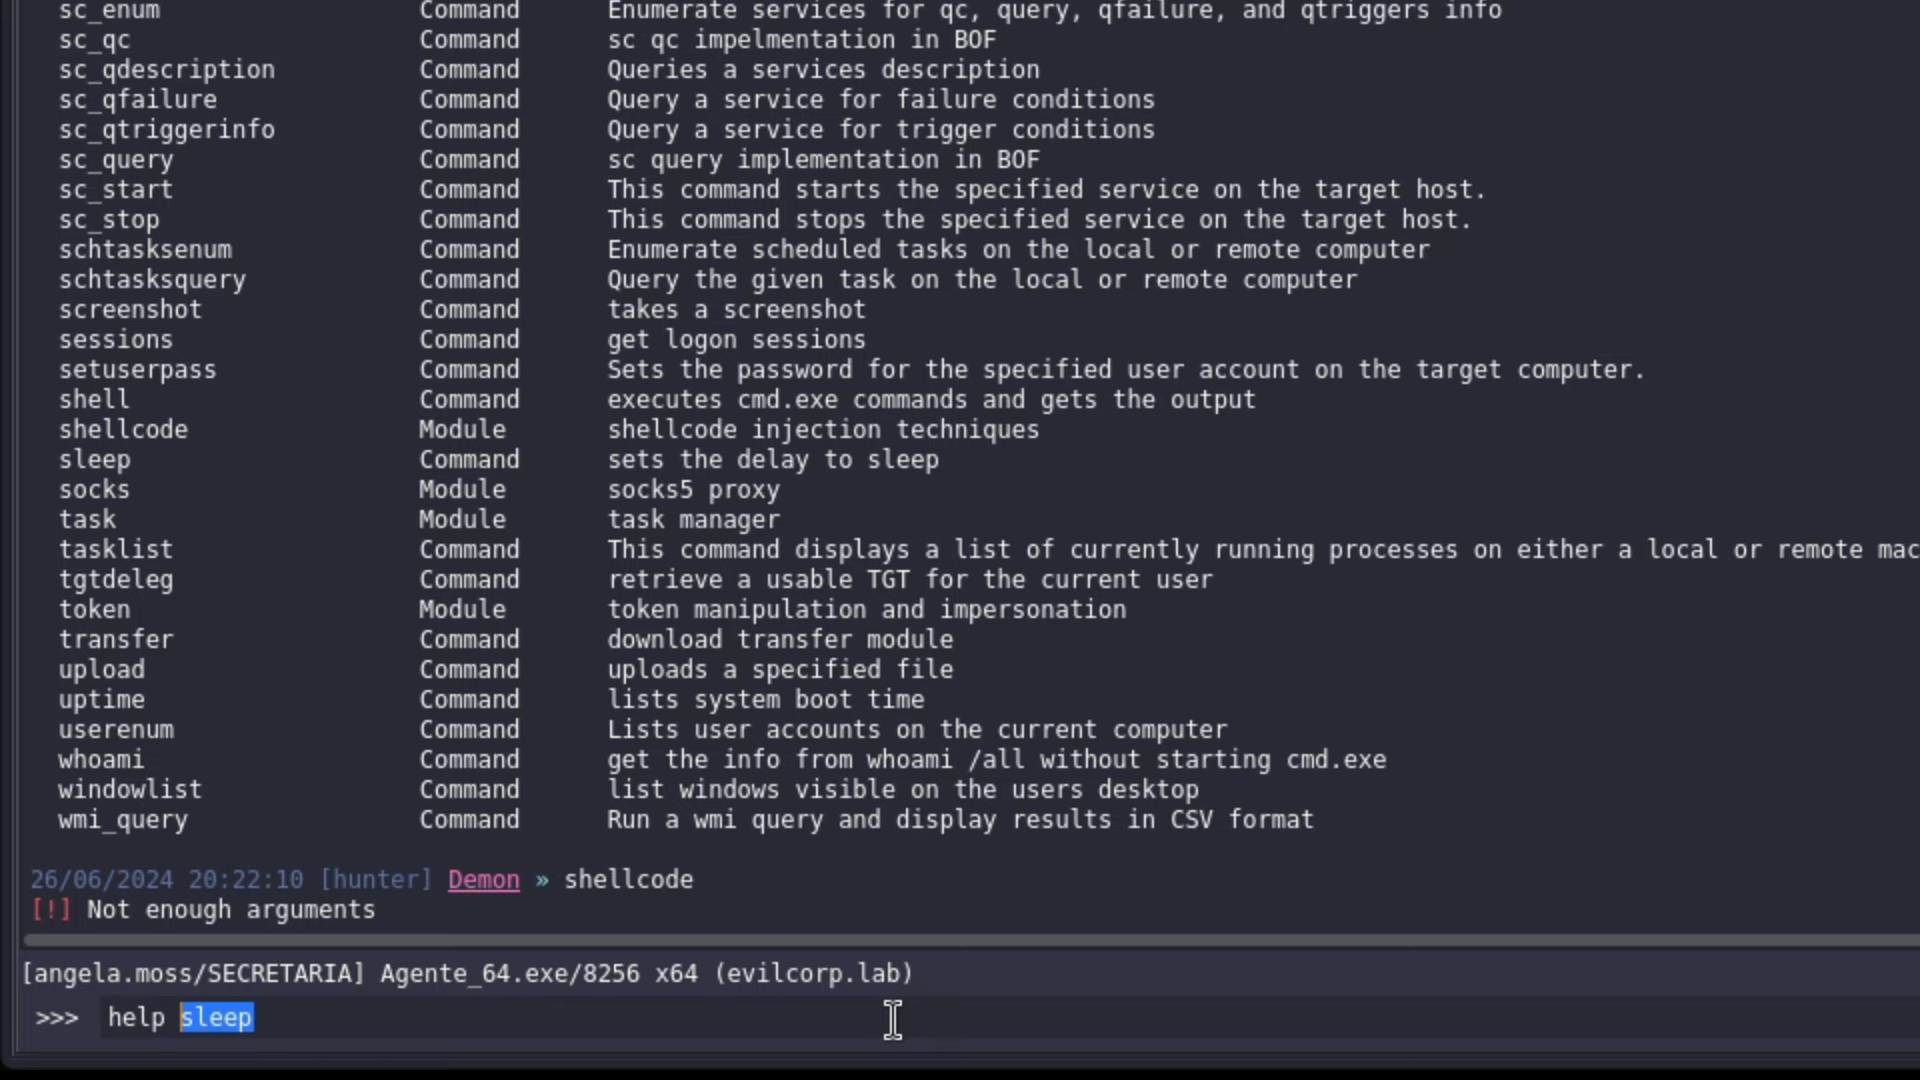 sc_enum Command Enumerate services for qc, query, qfailure, and qtriggers info
sc_qc Command sc qc impelmentation in BOF
sc_qdescription Command Queries a services description
sc_qfailure Command Query a service for failure conditions
sc_qtriggerinfo Command Query a service for trigger conditions
sc_query Command sc query implementation in BOF
sc_start Command This command starts the specified service on the target host.
sc_stop Command This command stops the specified service on the target host.
schtasksenum Command Enumerate scheduled tasks on the local or remote computer
schtasksquery Command Query the given task on the local or remote computer
screenshot Command takes a screenshot
sessions Command get logon sessions
setuserpass Command Sets the password for the specified user account on the target computer.
shell Command executes cmd.exe commands and gets the output
shellcode Module shellcode injection techniques
sleep Command sets the delay to sleep
socks Module socks5 proxy
task Module task manager
tasklist Command This command displays a list of currently running processes on either a local or remote mac
tgtdeleg Command retrieve a usable TGT for the current user
token Module token manipulation and impersonation
transfer Command download transfer module
upload Command uploads a specified file
uptime Command lists system boot time
userenum Command Lists user accounts on the current computer
whoami Command get the info from whoami /all without starting cmd.exe
windowlist Command list windows visible on the users desktop
wmi_query Command Run a wmi query and display results in CSV format
26/06/2024 20:22:10 [hunter] Demon » shellcode
[!] Not enough arguments
[angela.moss/SECRETARIA] Agente_64.exe/8256 x64 (evilcorp.lab)
>>> help sleep